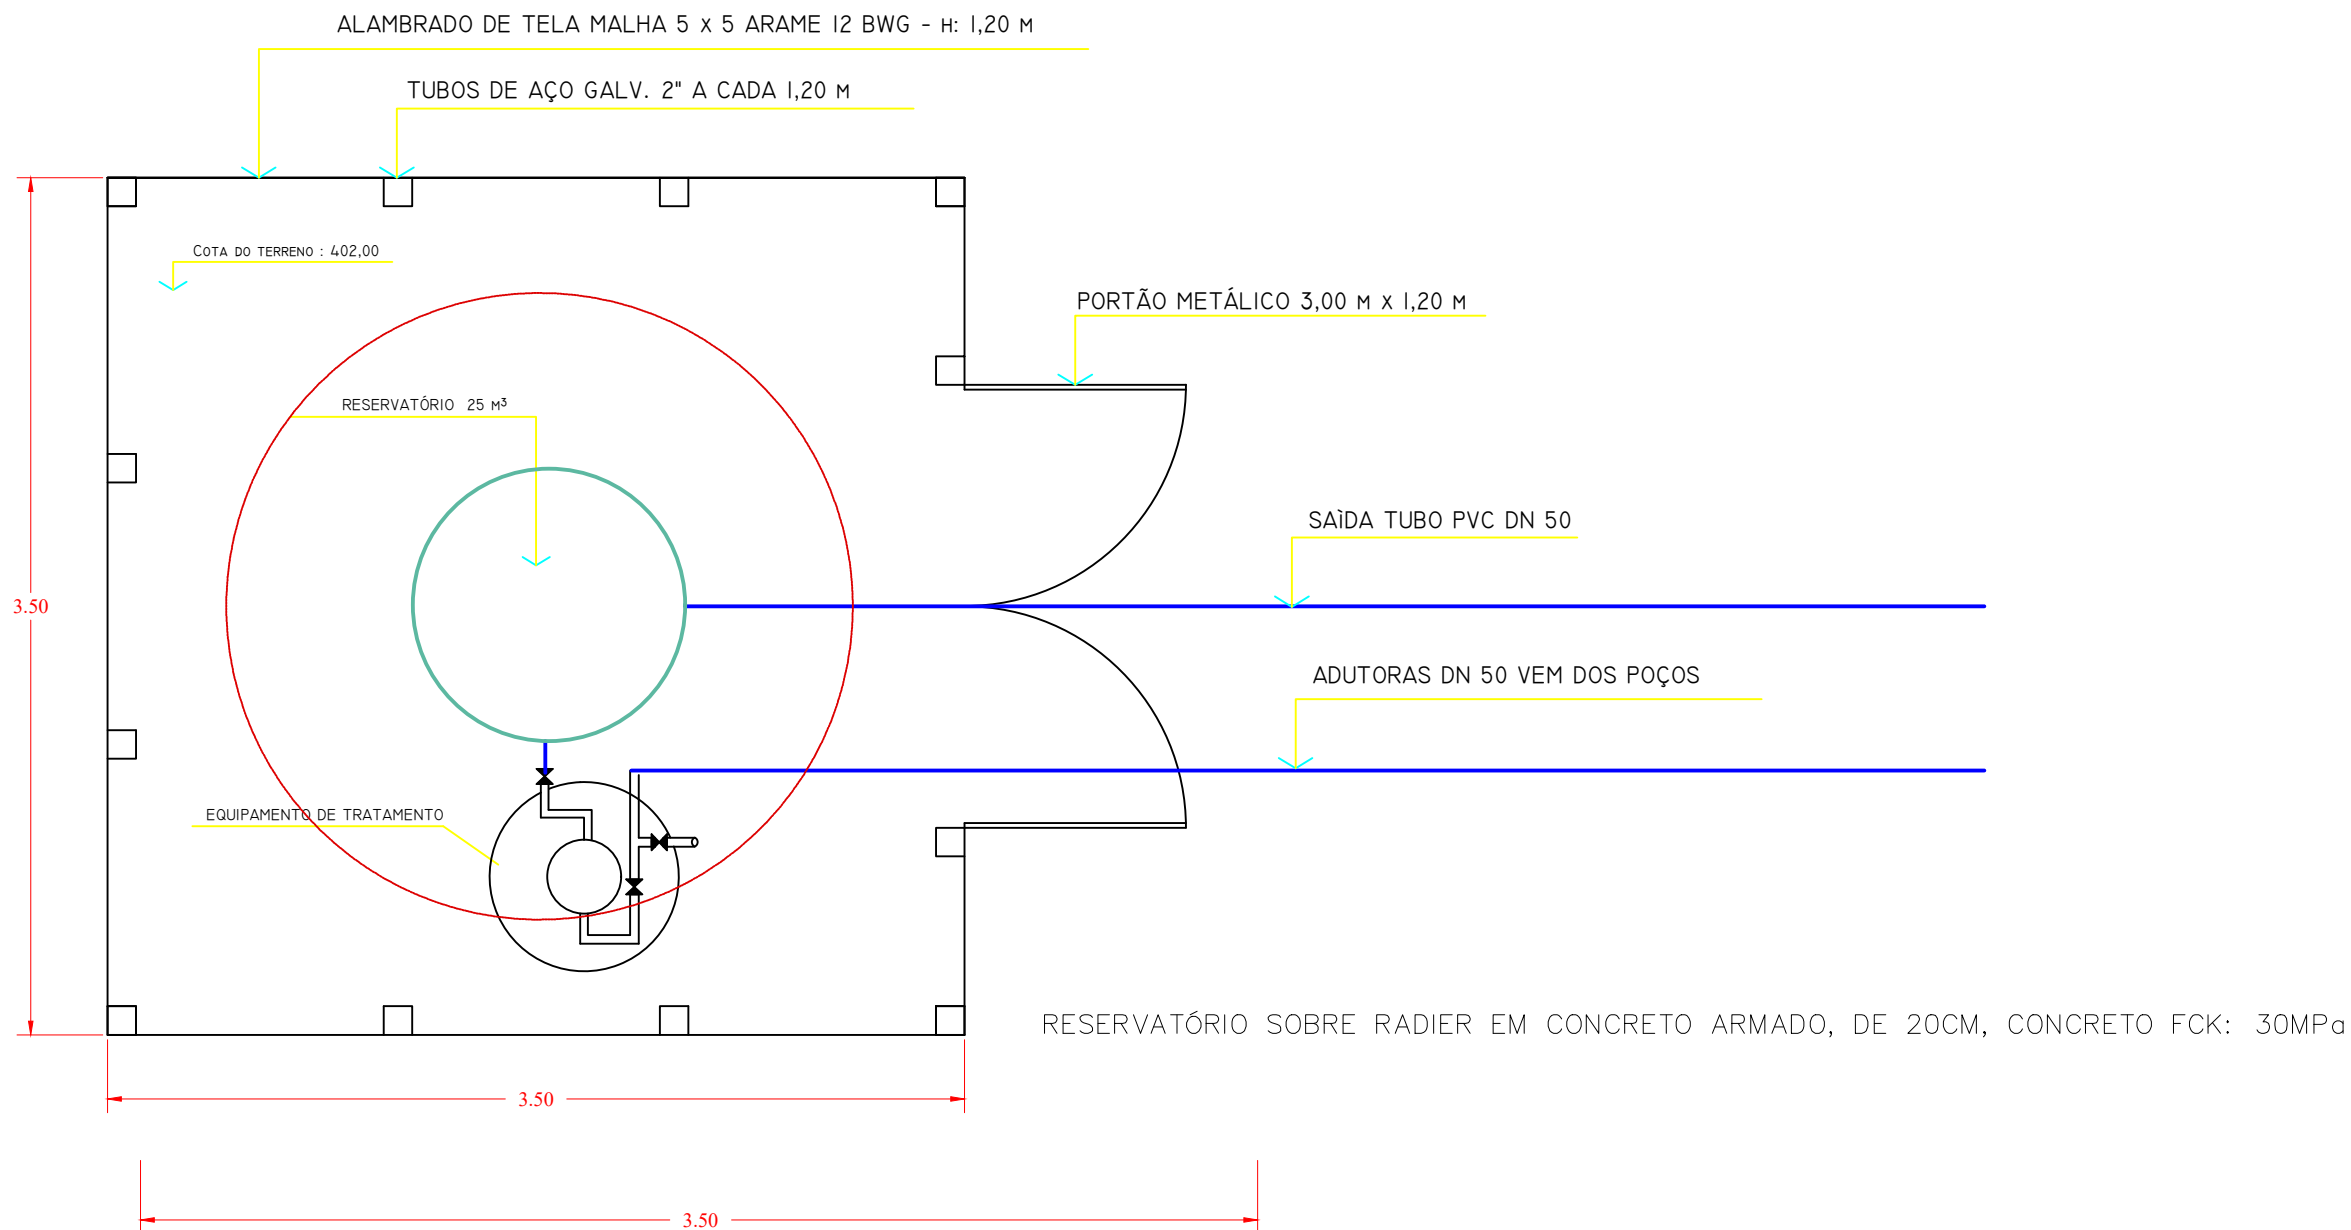 ALAMBRADO DE TELA MALHA 5 X 5 ARAME 12 BWG - H: 1,20 M
TUBOS DE AÇO GALV. 2" A CADA 1,20 M
COTA DO TERRENO : 402,00
PORTÃO METÁLICO 3,00 M X 1,20 M
RESERVATÓRIO 25 M³
SAÌDA TUBO PVC DN 50
3.50
ADUTORAS DN 50 VEM DOS POÇOS
EQUIPAMENTO DE TRATAMENTO
RESERVATÓRIO SOBRE RADIER EM CONCRETO ARMADO, DE 20CM, CONCRETO FCK: 30MPa
3.50
3.50